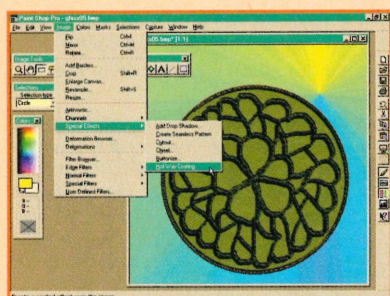 Paint Shop Pro - glass05.bmp
File Edit View Image Colors Masks Selections Capture Window Help
Flip Ctrl+I
Mirror Ctrl+M
Rotate... Ctrl+R
Add Borders...
Crop Shift+R
Enlarge Canvas...
Resample... Shift+S
Resize...
Arithmetic...
Channels
Special Effects
Deformation Browser...
Deformations
Filter Browser...
Edge Filters
Normal Filters
Special Filters
User Defined Filters...
Add Drop Shadow...
Create Seamless Pattern
Cutout...
Chisel...
Buttonize...
Hot Wax Coating
Image Tools
Selections
Selection type
Circle
Colors